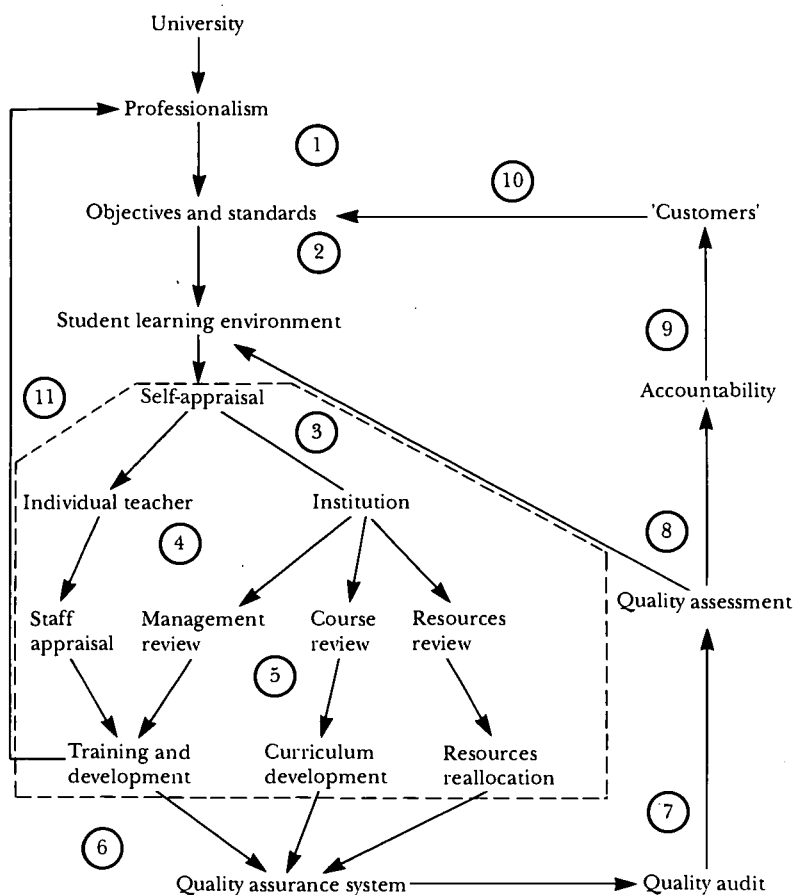 University
Professionalism
1
10
Objectives and standards
'Customers'
2
Student learning environment
9
11
Self-appraisal
Accountability
3
Individual teacher
Institution
4
8
Quality assessment
Staff
appraisal
Management
review
Course
review
Resources
review
5
Training and
development
Curriculum
development
Resources
reallocation
7
6
Quality assurance system
Quality audit